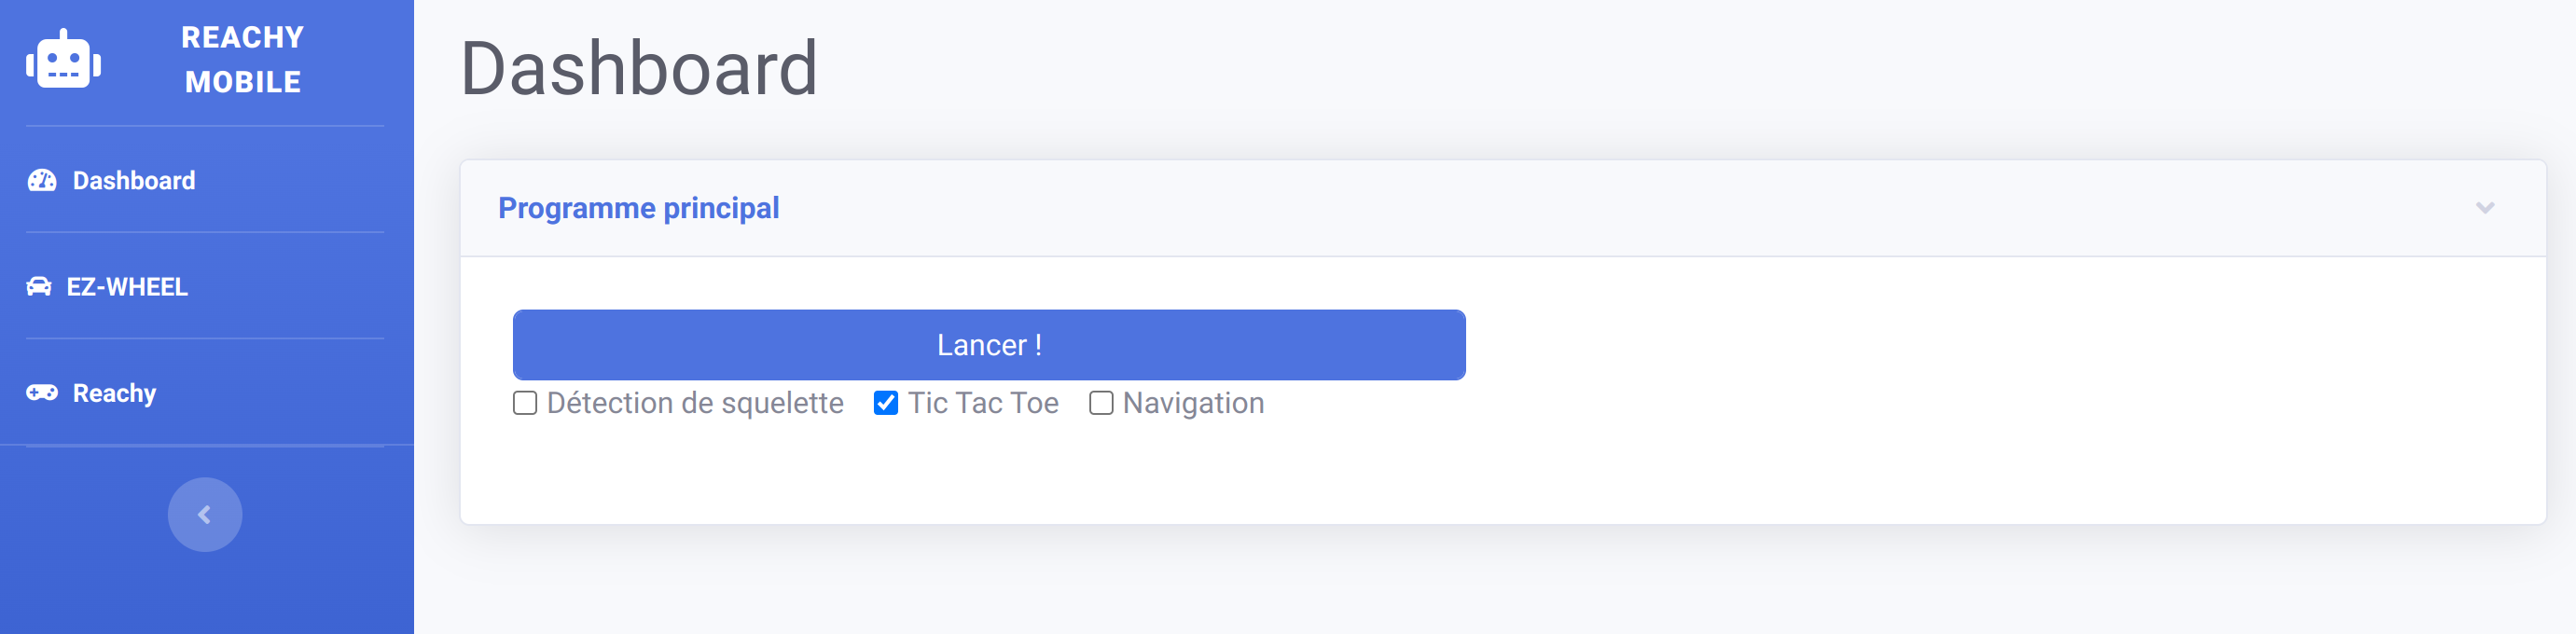 REACHY
MOBILE
Dashboard
EZ-WHEEL
Reachy
Dashboard
Programme principal
Lancer !
Détection de squelette Tic Tac Toe Navigation